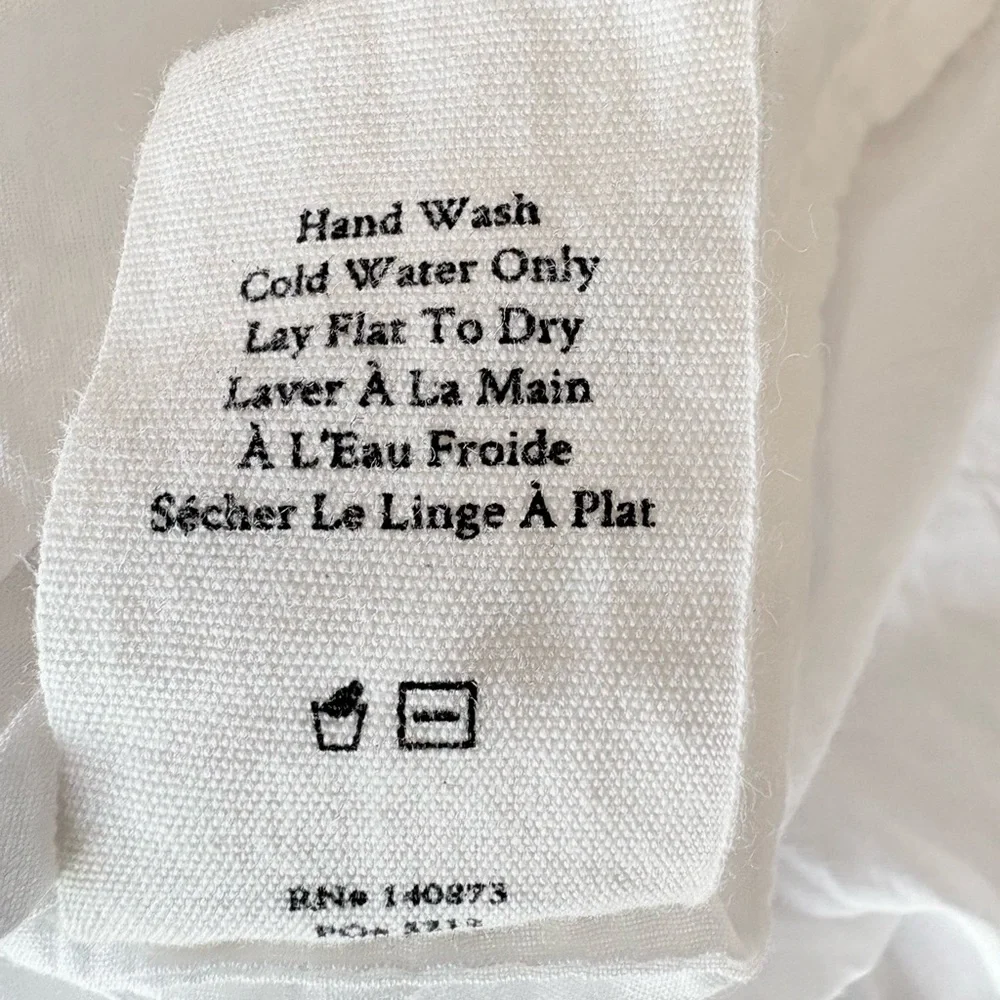 Hand Wash
Cold Water Only
Lay Flat To Dry
Laver À La Main
À L'Eau Froide
Sécher Le Linge À Plat
RN# 140873